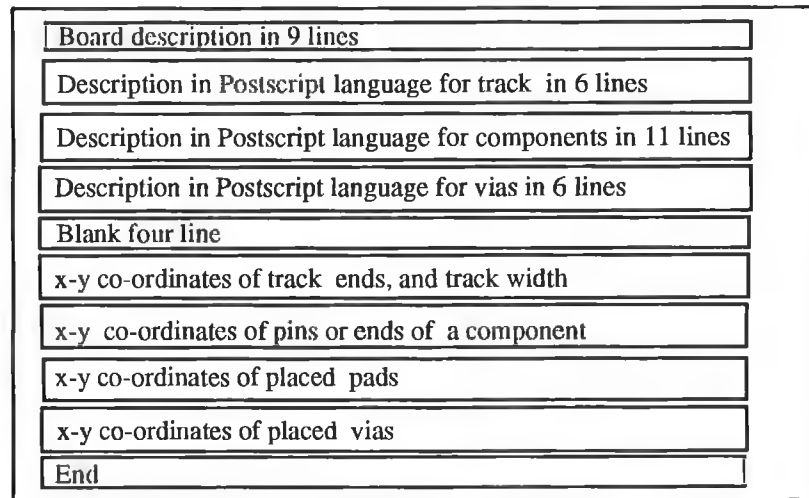 Board description in 9 lines
Description in Postscript language for track in 6 lines
Description in Postscript language for components in 11 lines
Description in Postscript language for vias in 6 lines
Blank four line
x-y co-ordinates of track ends, and track width
x-y co-ordinates of pins or ends of a component
x-y co-ordinates of placed pads
x-y co-ordinates of placed vias
End